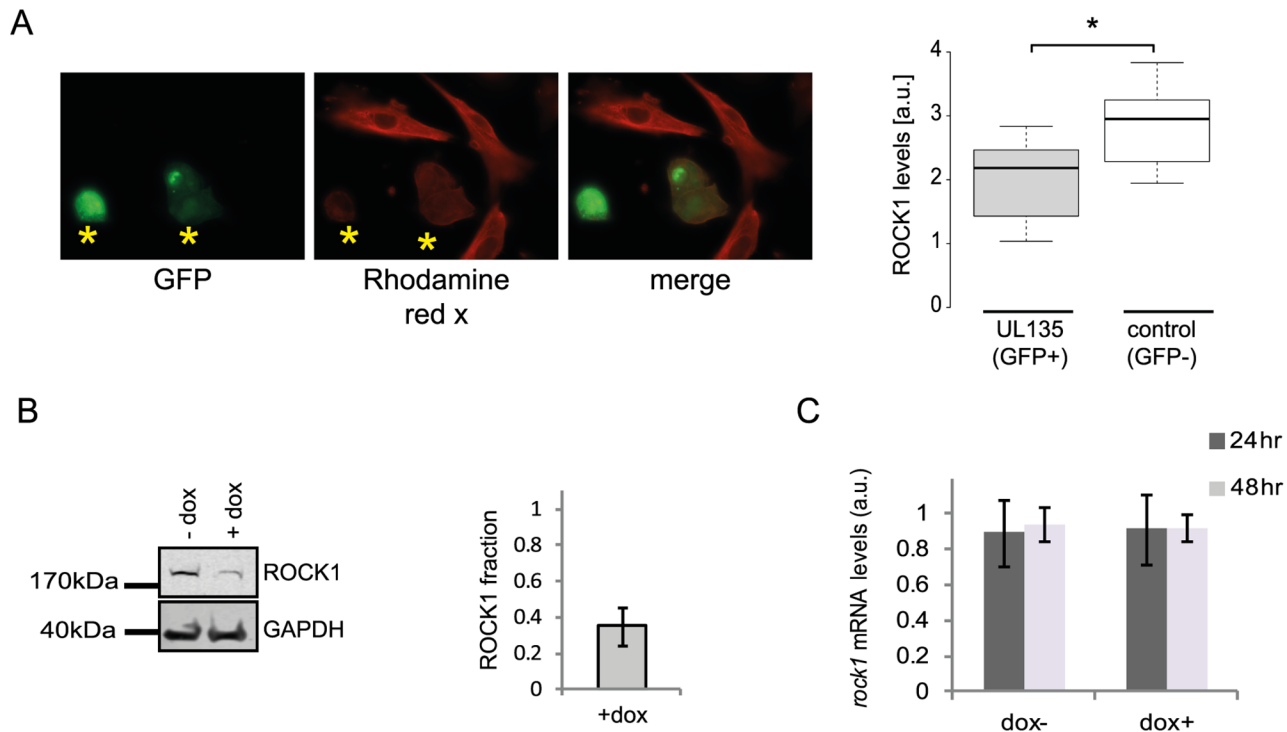 A
*
*
*
*
*
GFP
Rhodamine
red x
merge
ROCK1 levels [a.u.]
4
3
2
1
0
UL135
(GFP+)
control
(GFP-)
B
- dox
+ dox
170kDa
ROCK1
40kDa
GAPDH
ROCK1 fraction
1
0.8
0.6
0.4
0.2
0
+dox
C
24hr
48hr
rock1 mRNA levels (a.u.)
1
0.8
0.6
0.4
0.2
0
dox-
dox+